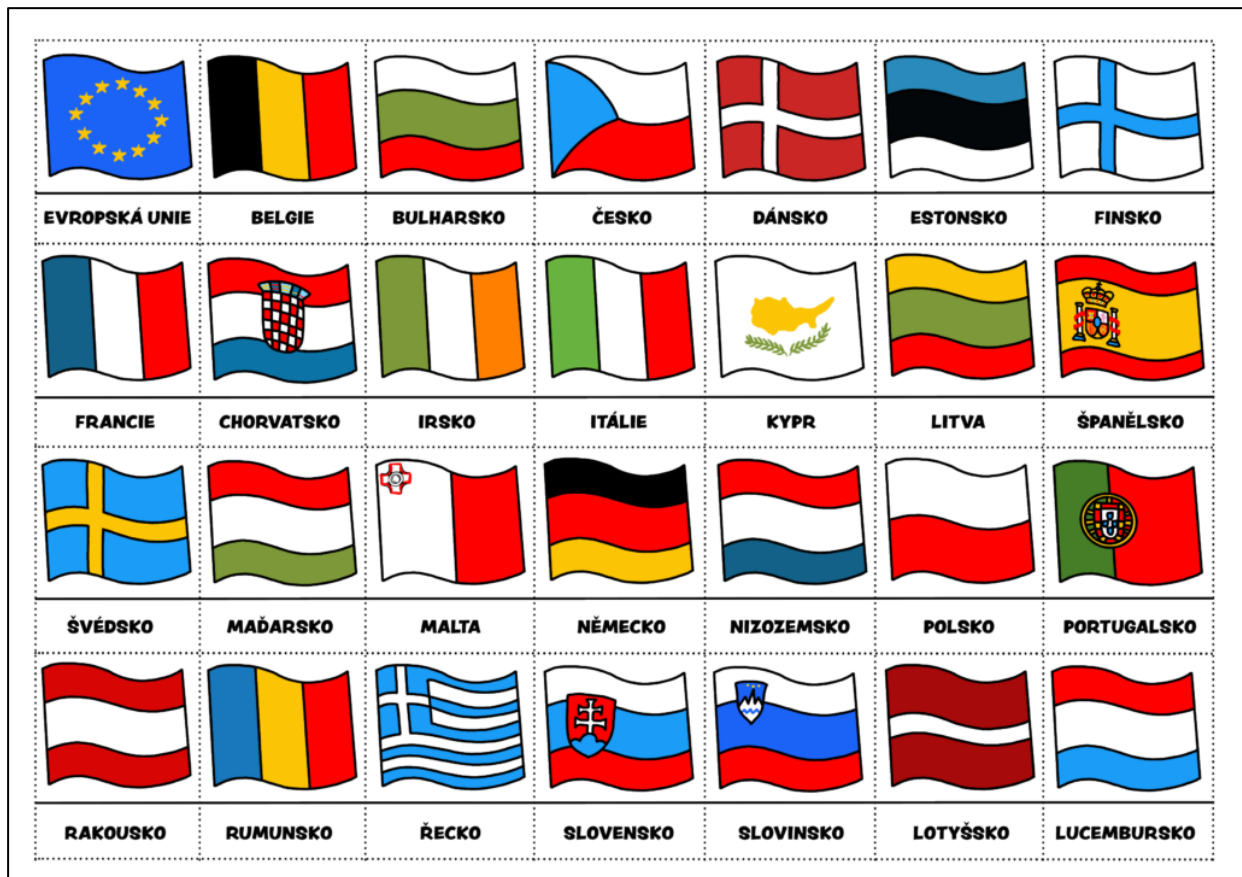 EVROPSKÁ UNIE BELGIE BULHARSKO ČESKO DÁNSKO ESTONSKO FINSKO
FRANCIE CHORVATSKO IRSKO ITÁLIE KYPR LITVA ŠPANĚLSKO
ŠVÉDSKO MAĎARSKO MALTA NĚMECKO NIZOZEMSKO POLSKO PORTUGALSKO
RAKOUSKO RUMUNSKO ŘECKO SLOVENSKO SLOVINSKO LOTYŠSKO LUCEMBURSKO